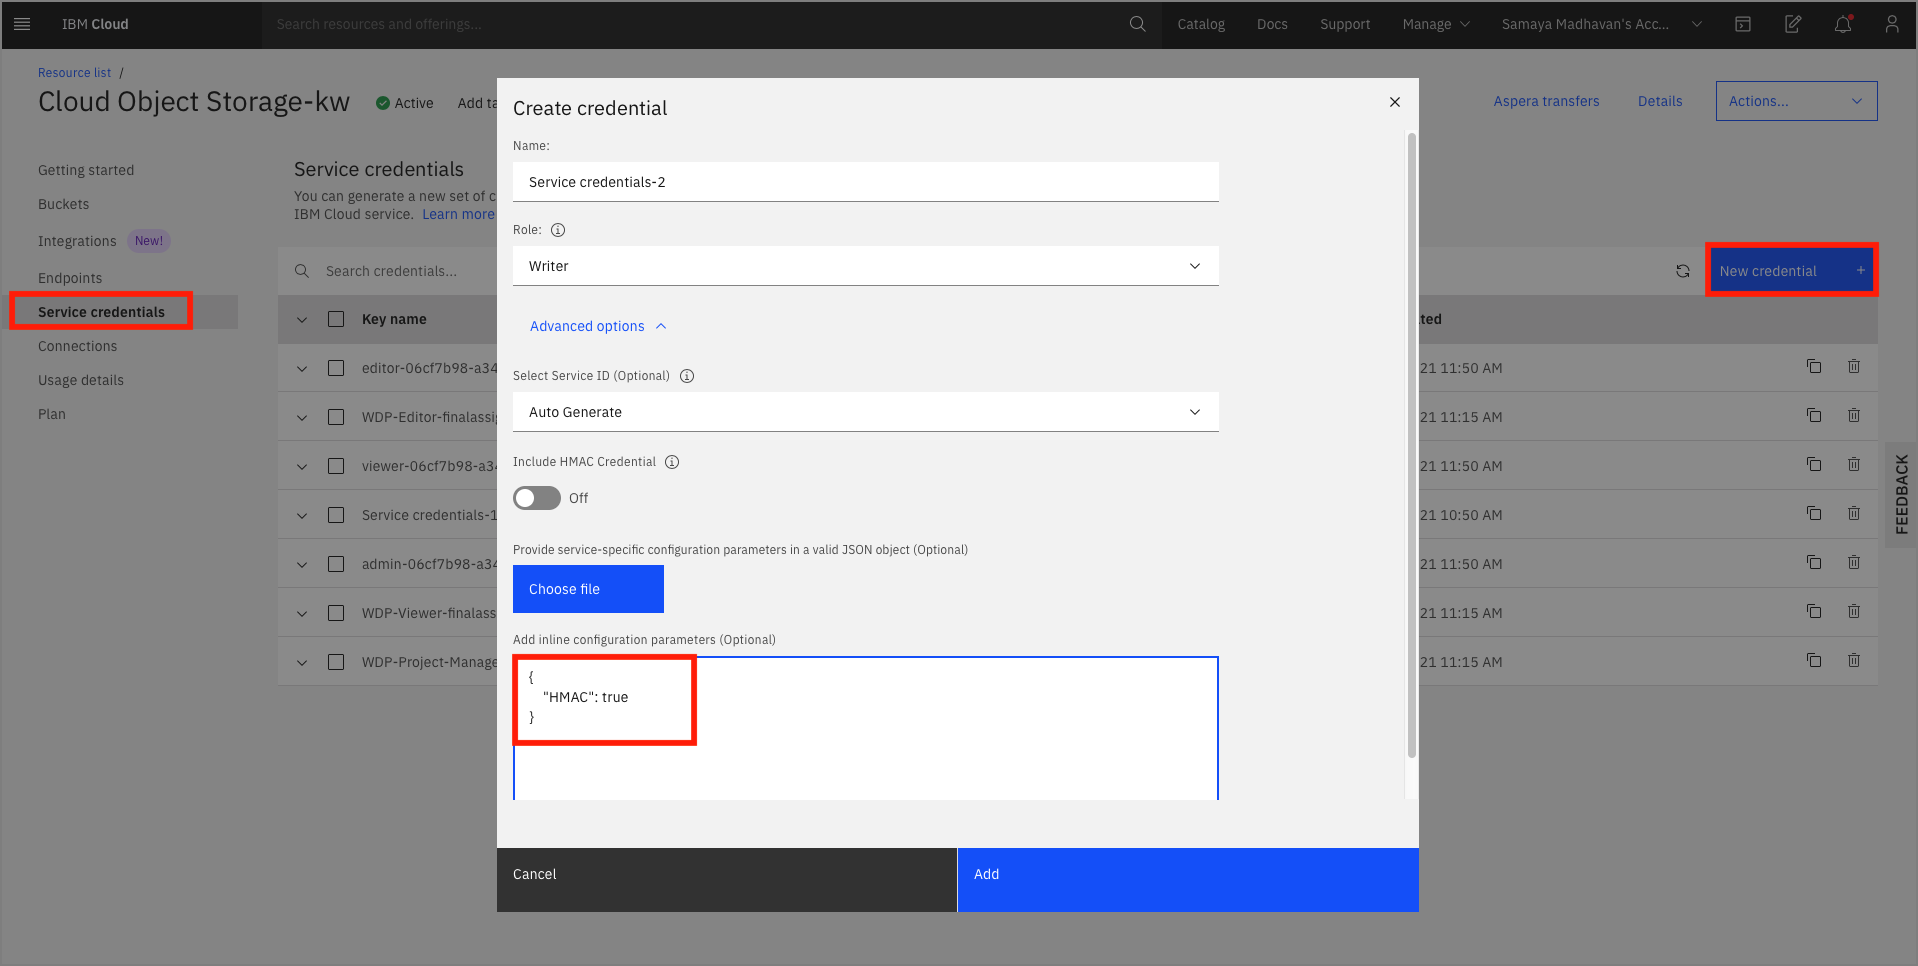 IBM Cloud
Search resources and offerings...
Catalog
Docs
Support
Manage
Samaya Madhavan's Acc...
Resource list /
Cloud Object Storage-kw
Active
Add ta
Aspera transfers
Details
Actions...
Getting started
Buckets
Integrations New!
Endpoints
Service credentials
Connections
Usage details
Plan
Service credentials
You can generate a new set of c
IBM Cloud service. Learn more
Search credentials...
New credential +
Key name
ted
editor-06cf7b98-a34
21 11:50 AM
WDP-Editor-finalassig
21 11:15 AM
viewer-06cf7b98-a34
21 11:50 AM
Service credentials-1
21 10:50 AM
admin-06cf7b98-a34
21 11:50 AM
WDP-Viewer-finalass
21 11:15 AM
WDP-Project-Manage
21 11:15 AM
FEEDBACK
Create credential
Name:
Service credentials-2
Role:
Writer
Advanced options
Select Service ID (Optional)
Auto Generate
Include HMAC Credential
Off
Provide service-specific configuration parameters in a valid JSON object (Optional)
Choose file
Add inline configuration parameters (Optional)
{
"HMAC": true
}
Cancel
Add